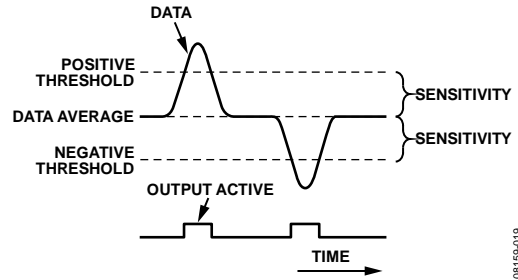 DATA
POSITIVE
THRESHOLD
SENSITIVITY
DATA AVERAGE
SENSITIVITY
NEGATIVE
THRESHOLD
OUTPUT ACTIVE
TIME
08159-019